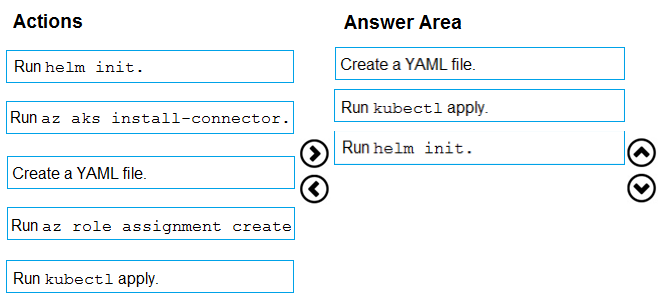 Actions
Run helm init.
Run az aks install-connector.
Create a YAML file.
Run az role assignment create
Run kubectl apply.
Answer Area
Create a YAML file.
Run kubectl apply.
Run helm init.